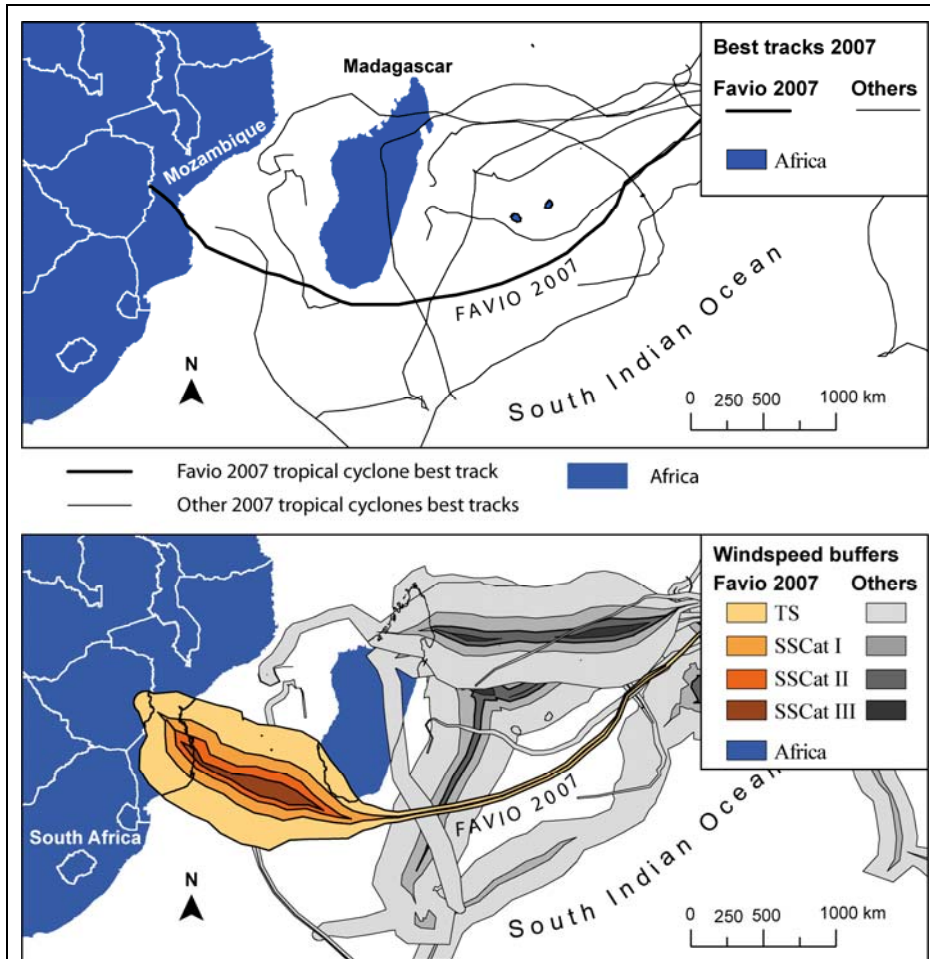 Madagascar
Mozambique
Best tracks 2007
Favio 2007 Others
Africa
FAVIO 2007
South Indian Ocean
N
0 250 500 1000 km
Favio 2007 tropical cyclone best track
Africa
Other 2007 tropical cyclones best tracks
Windspeed buffers
Favio 2007 Others
TS
SSCat I
SSCat II
SSCat III
Africa
FAVIO 2007
South Africa
South Indian Ocean
N
0 250 500 1000 km